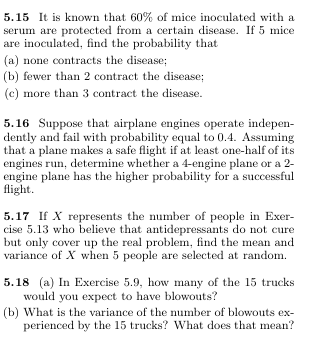 5.15 It is known that 60% of mice inoculated with a
serum are protected from a certain disease. If 5 mice
are inoculated, find the probability that
(a) none contracts the disease;
(b) fewer than 2 contract the disease;
(c) more than 3 contract the disease.
5.16 Suppose that airplane engines operate indepen-
dently and fail with probability equal to 0.4. Assuming
that a plane makes a safe flight if at least one-half of its
engines run, determine whether a 4-engine plane or a 2-
engine plane has the higher probability for a successful
flight.
5.17 If X represents the number of people in Exer-
cise 5.13 who believe that antidepressants do not cure
but only cover up the real problem, find the mean and
variance of X when 5 people are selected at random.
5.18 (a) In Exercise 5.9, how many of the 15 trucks
would you expect to have blowouts?
(b) What is the variance of the number of blowouts ex-
perienced by the 15 trucks? What does that mean?